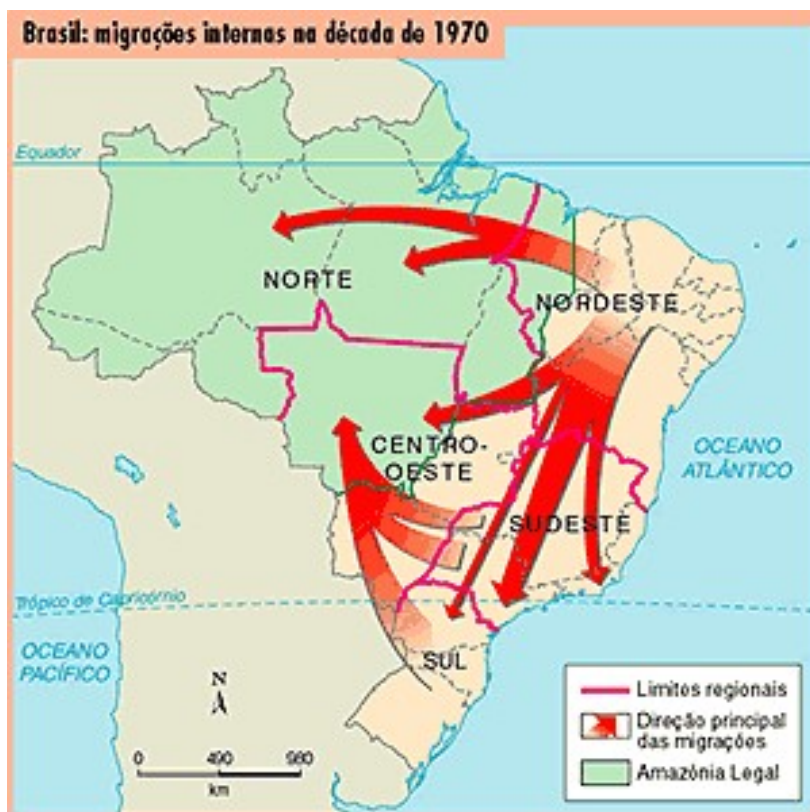 Brasil: migrações internas na década de 1970
Equador
NORTE
NORDESTE
CENTRO-
OESTE
OCEANO
ATLÂNTICO
SUDESTE
Trópico de Capricórnio
OCEANO
PACÍFICO
SUL
N
0 490 980
km
Limites regionais
Direção principal
das migrações
Amazônia Legal